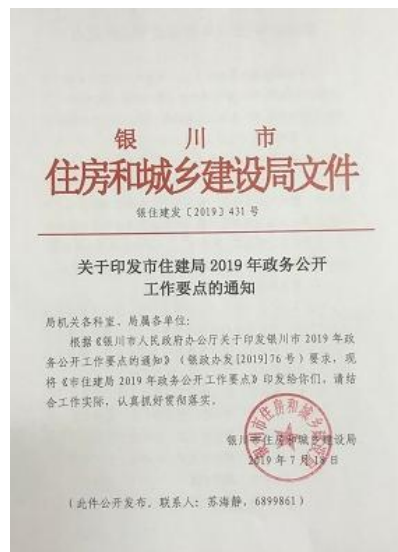 银川市
住房和城乡建设局文件
银住建发〔2019〕431号
关于印发市住建局2019年政务公开
工作要点的通知
局机关各科室、局属各单位：
根据《银川市人民政府办公厅关于印发银川市2019年政
务公开工作要点的通知》（银政办发[2019]76号）要求，现
将《市住建局2019年政务公开工作要点》印发给你们，请结
合工作实际，认真抓好贯彻落实。
银川市住房和城乡建设局
2019年7月18日
（此件公开发布，联系人：苏海静，6899861）